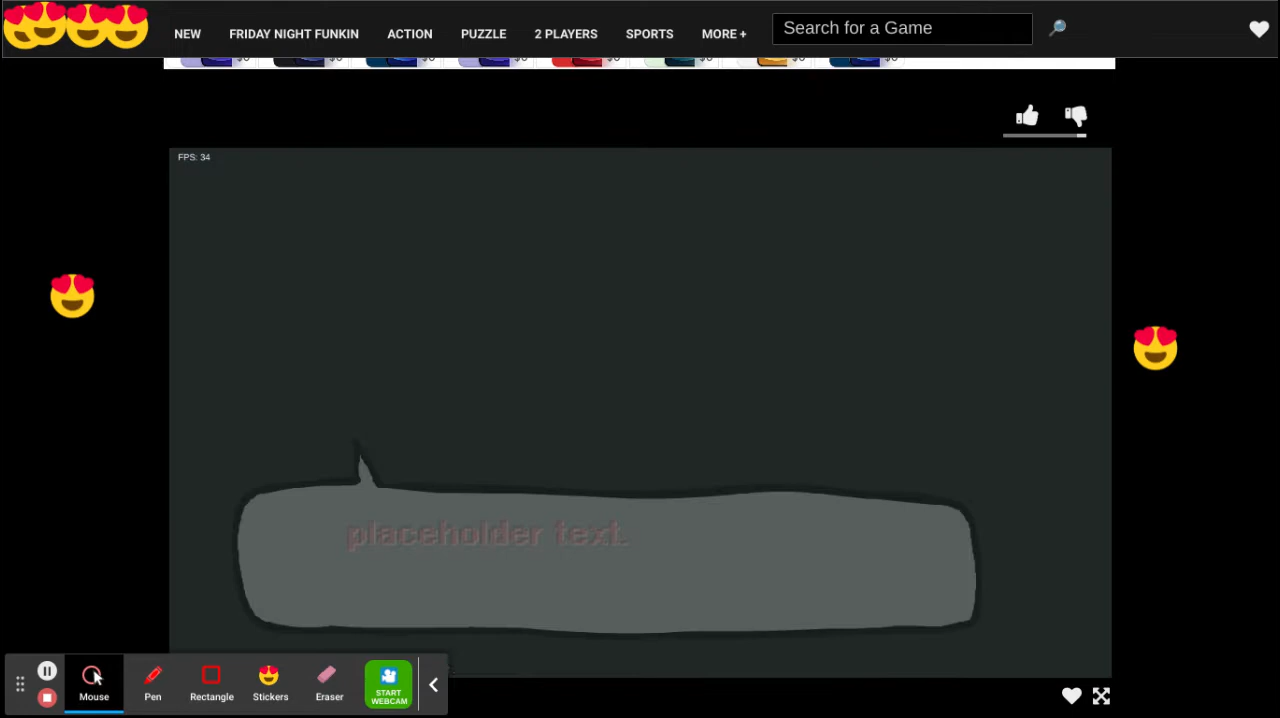 NEW FRIDAY NIGHT FUNKIN ACTION PUZZLE 2 PLAYERS SPORTS MORE + Search for a Game
FPS: 34
placeholder text.
Mouse Pen Rectangle Stickers Eraser START
WEBCAM